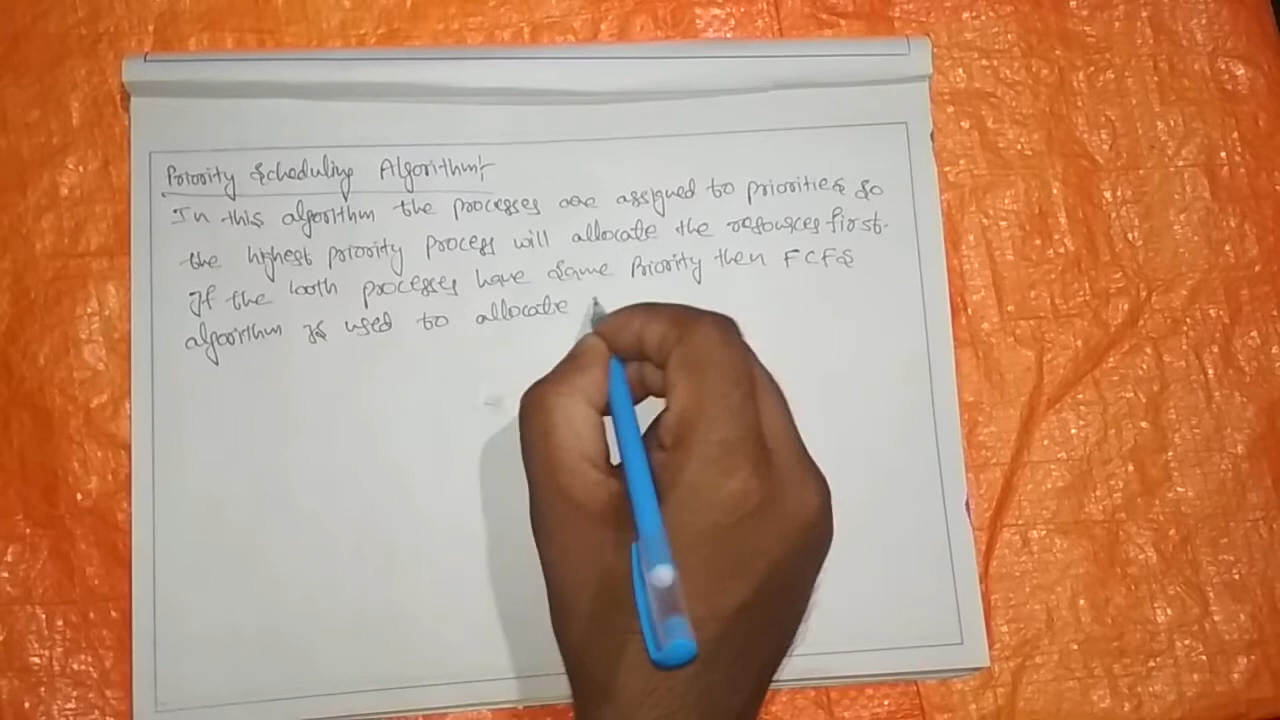 Priority Scheduling Algorithm:-
In this algorithm the processes are assigned to priorities so
the highest priority process will allocate the resources first.
If the both processes have same Priority then FCFS
algorithm is used to allocate